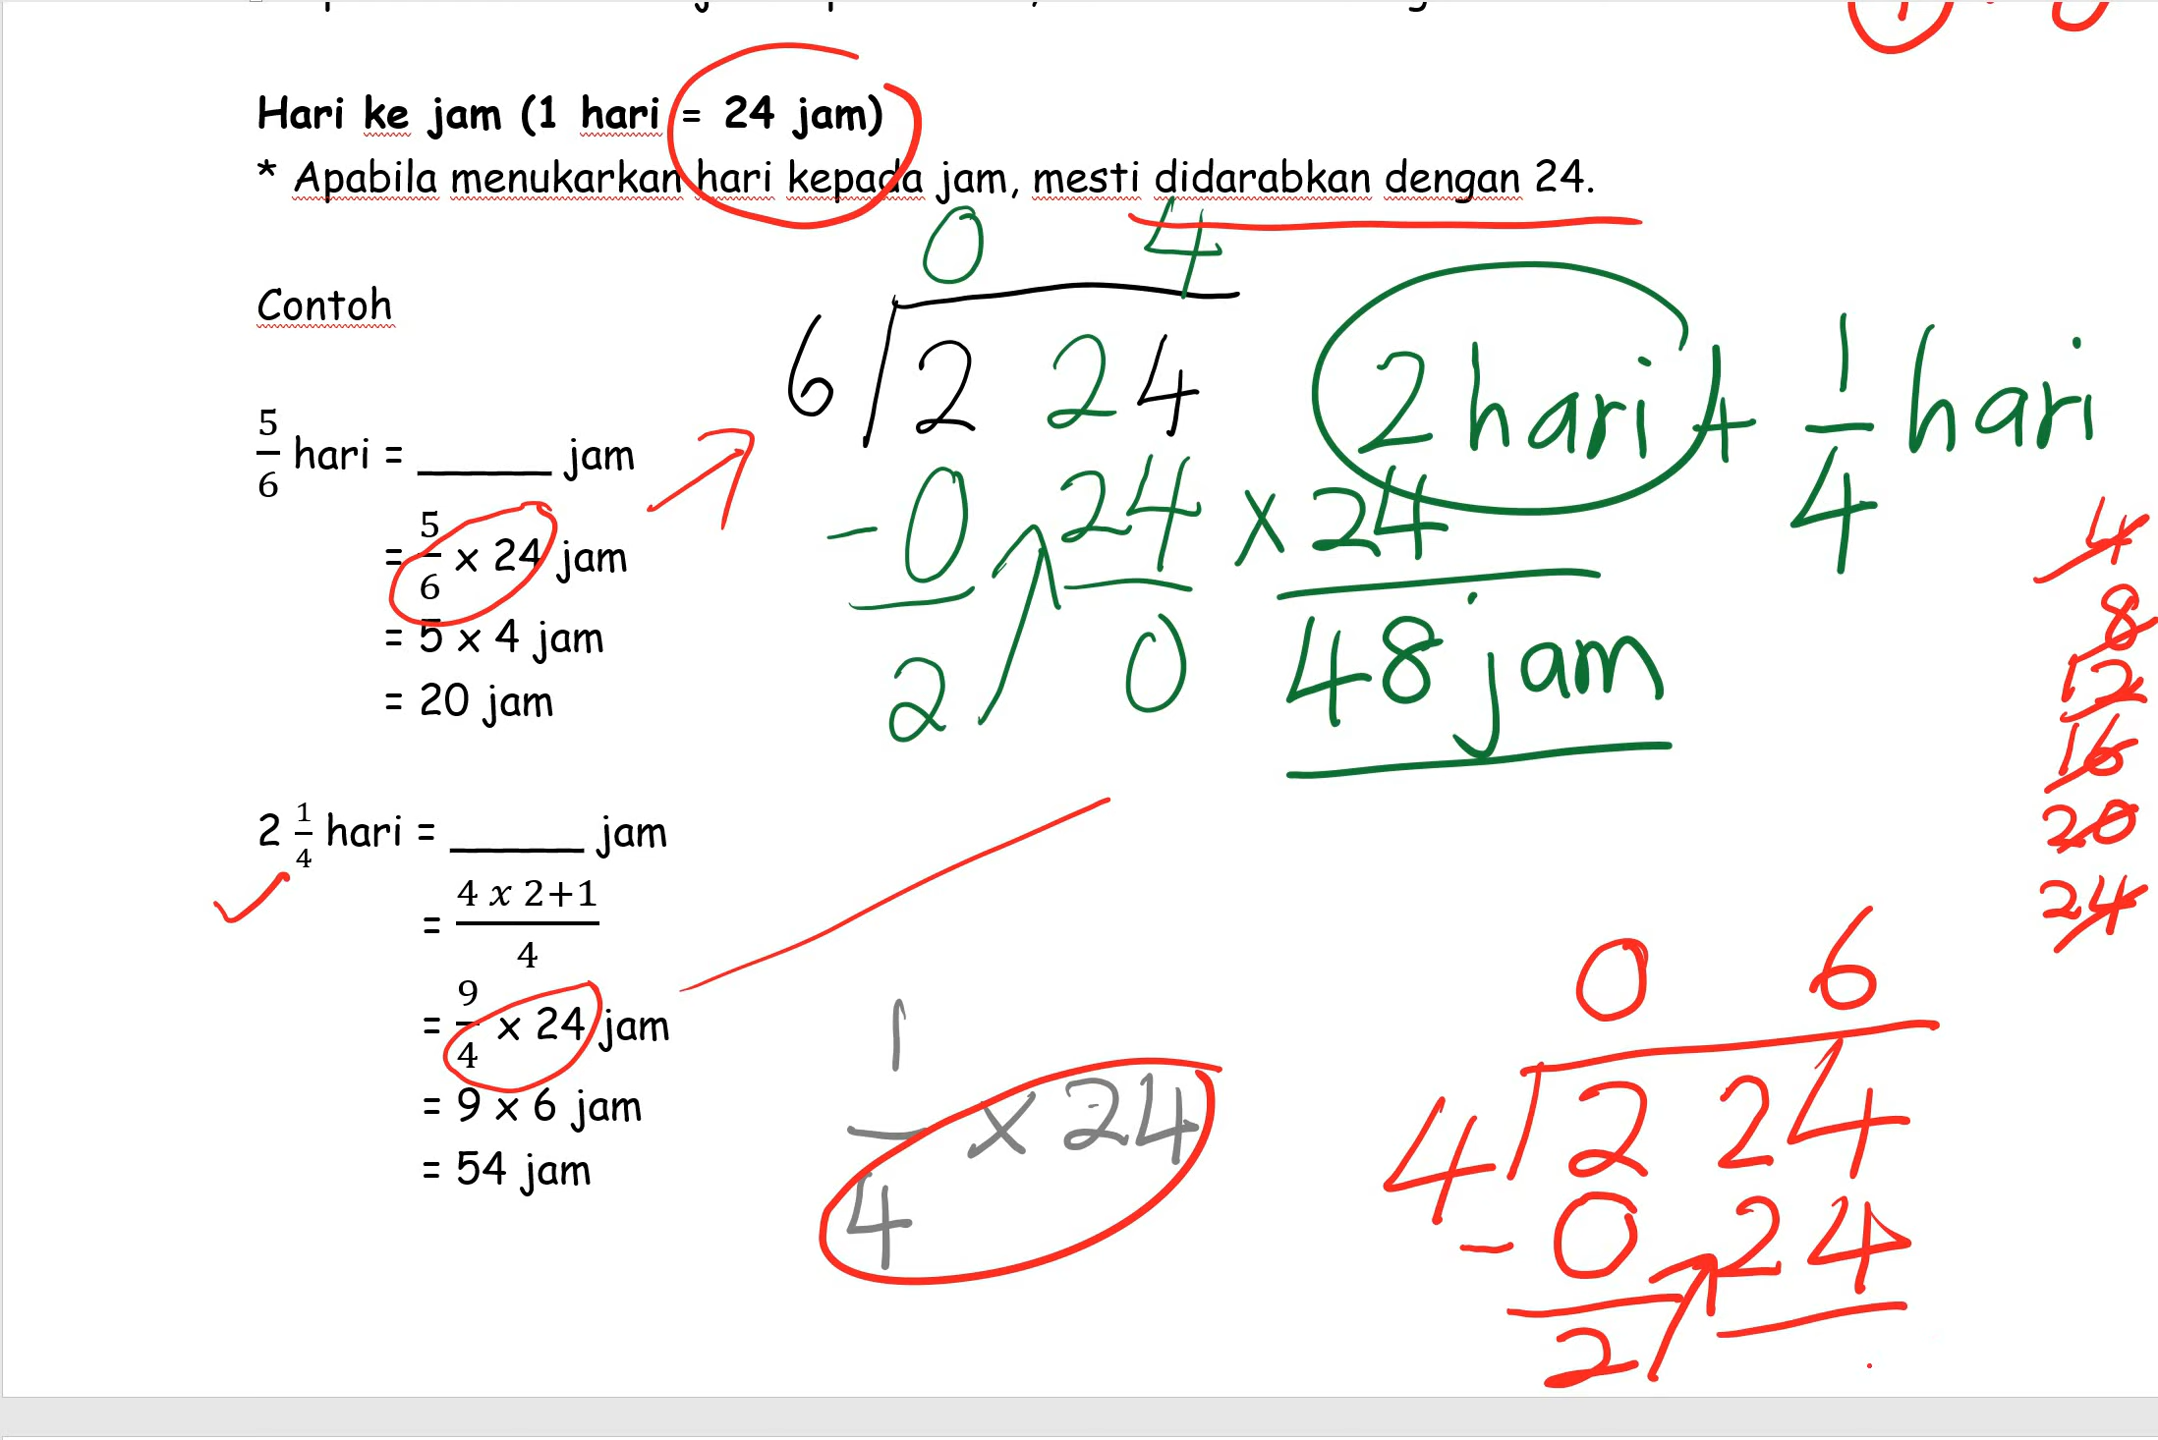 Hari ke jam (1 hari = 24 jam)
* Apabila menukarkan hari kepada jam, mesti didarabkan dengan 24.
Contoh
5/6 hari = ______ jam
= 5/6 x 24 jam
= 5 x 4 jam
= 20 jam
2 1/4 hari = ______ jam
= 4 x 2+1 / 4
= 9/4 x 24 jam
= 9 x 6 jam
= 54 jam
0 4
6 2 24
- 0 24
2 0
2 hari + 1/4 hari
x 24
48 jam
4
8
12
16
20
24
1/4 x 24
0 6
4 2 24
- 0 24
2